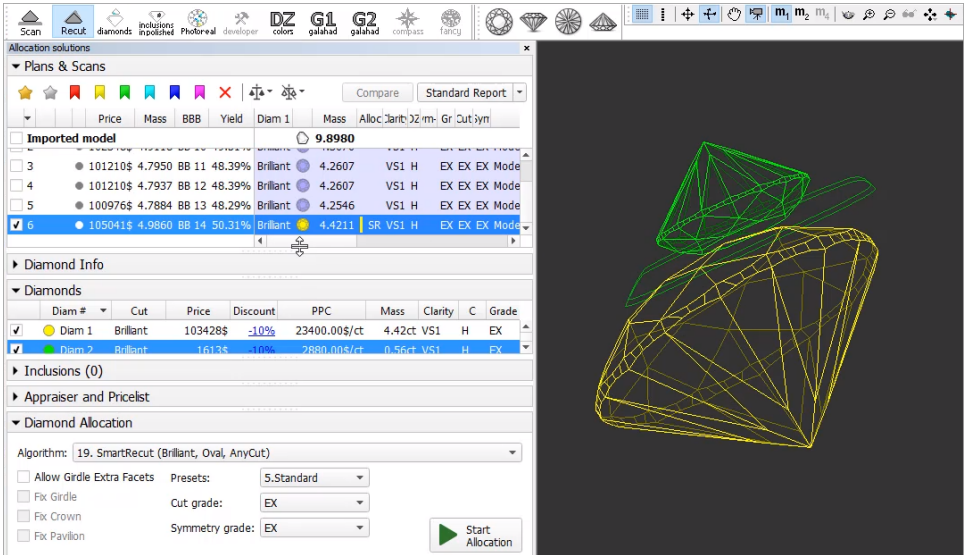 Scan Recut diamonds inclusions inpolished Photoreal developer DZ colors G1 galahad G2 galahad compass fancy m1 m2 m4
Allocation solutions
Plans & Scans
Compare Standard Report
Price Mass BBB Yield Diam 1 Mass Alloc Clarity Gr Cut Sym
Imported model 9.8980
3 101210$ 4.7950 BB 11 48.39% Brilliant 4.2607 VS1 H EX EX EX Mode
4 101210$ 4.7937 BB 12 48.39% Brilliant 4.2607 VS1 H EX EX EX Mode
5 100976$ 4.7884 BB 13 48.29% Brilliant 4.2546 VS1 H EX EX EX Mode
6 105041$ 4.9860 BB 14 50.31% Brilliant 4.4211 SR VS1 H EX EX EX Mode
Diamond Info
Diamonds
Diam # Cut Price Discount PPC Mass Clarity C Grade
Diam 1 Brilliant 103428$ -10% 23400.00$/ct 4.42ct VS1 H EX
Diam 2 Brilliant 1613$ -10% 2880.00$/ct 0.56ct VS1 H EX
Inclusions (0)
Appraiser and Pricelist
Diamond Allocation
Algorithm: 19. SmartRecut (Brilliant, Oval, AnyCut)
Allow Girdle Extra Facets Presets: 5.Standard
Fix Girdle
Cut grade: EX
Fix Crown
Symmetry grade: EX
Fix Pavilion
Start Allocation